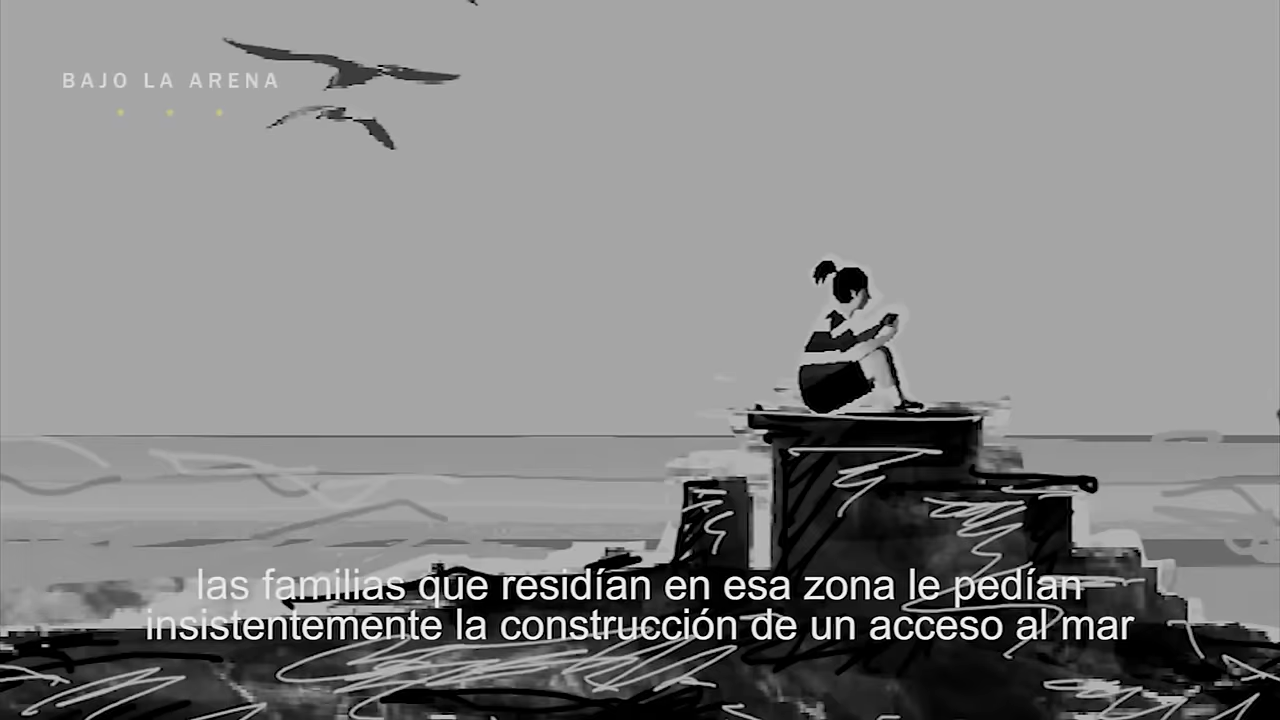 BAJO LA ARENA
las familias que residían en esa zona le pedían
insistentemente la construcción de un acceso al mar